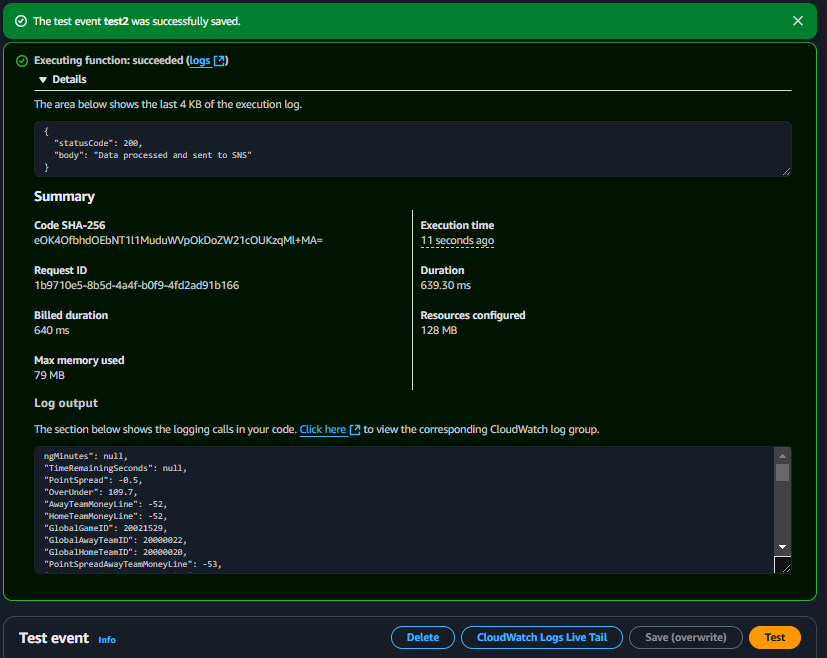 The test event test2 was successfully saved.
Executing function: succeeded (logs)
Details
The area below shows the last 4 KB of the execution log.
{
"statusCode": 200,
"body": "Data processed and sent to SNS"
}
Summary
Code SHA-256
eOK4OfbhdOEbNT1l1MuduWVpOkDoZW21cOUKzqMl+MA=
Execution time
11 seconds ago
Request ID
1b9710e5-8b5d-4a4f-b0f9-4fd2ad91b166
Duration
639.30 ms
Billed duration
640 ms
Resources configured
128 MB
Max memory used
79 MB
Log output
The section below shows the logging calls in your code. Click here to view the corresponding CloudWatch log group.
ngMinutes": null,
"TimeRemainingSeconds": null,
"PointSpread": -0.5,
"OverUnder": 109.7,
"AwayTeamMoneyLine": -52,
"HomeTeamMoneyLine": -52,
"GlobalGameID": 20021529,
"GlobalAwayTeamID": 20000022,
"GlobalHomeTeamID": 20000020,
"PointSpreadAwayTeamMoneyLine": -53,
Test event Info
Delete
CloudWatch Logs Live Tail
Save (overwrite)
Test